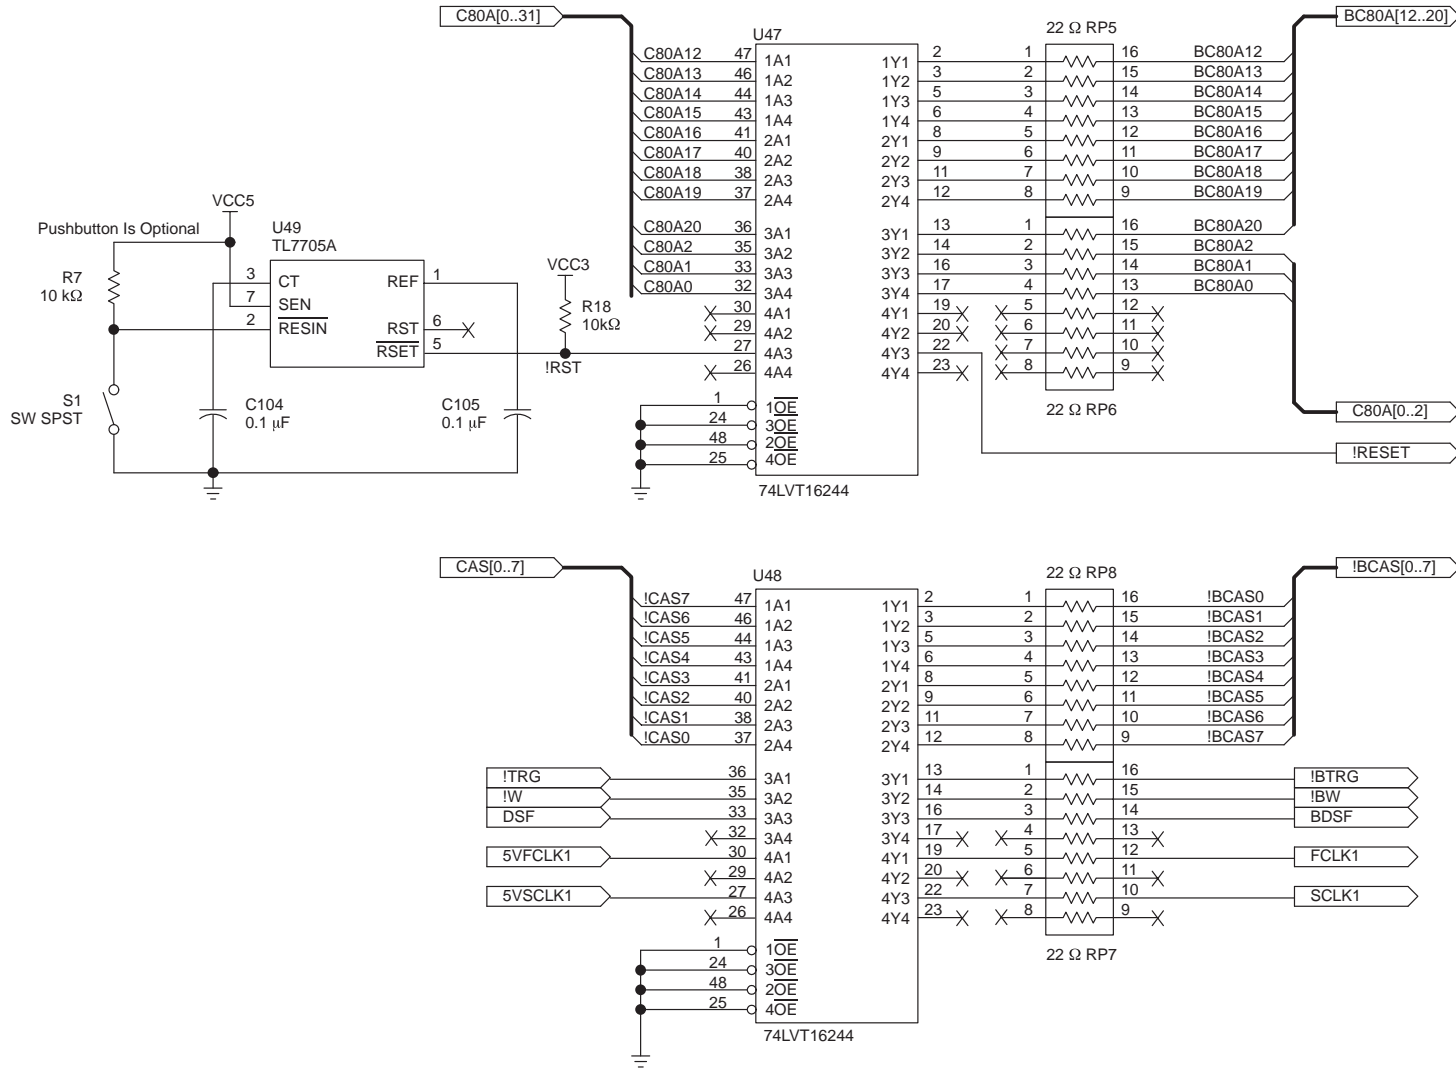 C80A[0..31]
BC80A[12..20]
U47
22 Ω RP5
C80A12 47 1A1 1Y1 2 1 16 BC80A12
C80A13 46 1A2 1Y2 3 2 15 BC80A13
C80A14 44 1A3 1Y3 5 3 14 BC80A14
C80A15 43 1A4 1Y4 6 4 13 BC80A15
C80A16 41 2A1 2Y1 8 5 12 BC80A16
C80A17 40 2A2 2Y2 9 6 11 BC80A17
C80A18 38 2A3 2Y3 11 7 10 BC80A18
C80A19 37 2A4 2Y4 12 8 9 BC80A19
C80A20 36 3A1 3Y1 13 1 16 BC80A20
C80A2 35 3A2 3Y2 14 2 15 BC80A2
C80A1 33 3A3 3Y3 16 3 14 BC80A1
C80A0 32 3A4 3Y4 17 4 13 BC80A0
30 4A1 4Y1 19 5 12
29 4A2 4Y2 20 6 11
27 4A3 4Y3 22 7 10
26 4A4 4Y4 23 8 9
22 Ω RP6
C80A[0..2]
!RESET
1 1OE
24 3OE
48 2OE
25 4OE
74LVT16244
VCC5
Pushbutton Is Optional
U49
TL7705A
R7
10 kΩ
3 CT REF 1
7 SEN
2 RESIN RST 6
RSET 5
VCC3
R18
10kΩ
!RST
S1
SW SPST
C104
0.1 μF
C105
0.1 μF
CAS[0..7]
!BCAS[0..7]
U48
22 Ω RP8
!CAS7 47 1A1 1Y1 2 1 16 !BCAS0
!CAS6 46 1A2 1Y2 3 2 15 !BCAS1
!CAS5 44 1A3 1Y3 5 3 14 !BCAS2
!CAS4 43 1A4 1Y4 6 4 13 !BCAS3
!CAS3 41 2A1 2Y1 8 5 12 !BCAS4
!CAS2 40 2A2 2Y2 9 6 11 !BCAS5
!CAS1 38 2A3 2Y3 11 7 10 !BCAS6
!CAS0 37 2A4 2Y4 12 8 9 !BCAS7
!TRG 36 3A1 3Y1 13 1 16 !BTRG
!W 35 3A2 3Y2 14 2 15 !BW
DSF 33 3A3 3Y3 16 3 14 BDSF
32 3A4 3Y4 17 4 13
5VFCLK1 30 4A1 4Y1 19 5 12 FCLK1
29 4A2 4Y2 20 6 11
5VSCLK1 27 4A3 4Y3 22 7 10 SCLK1
26 4A4 4Y4 23 8 9
22 Ω RP7
1 1OE
24 3OE
48 2OE
25 4OE
74LVT16244